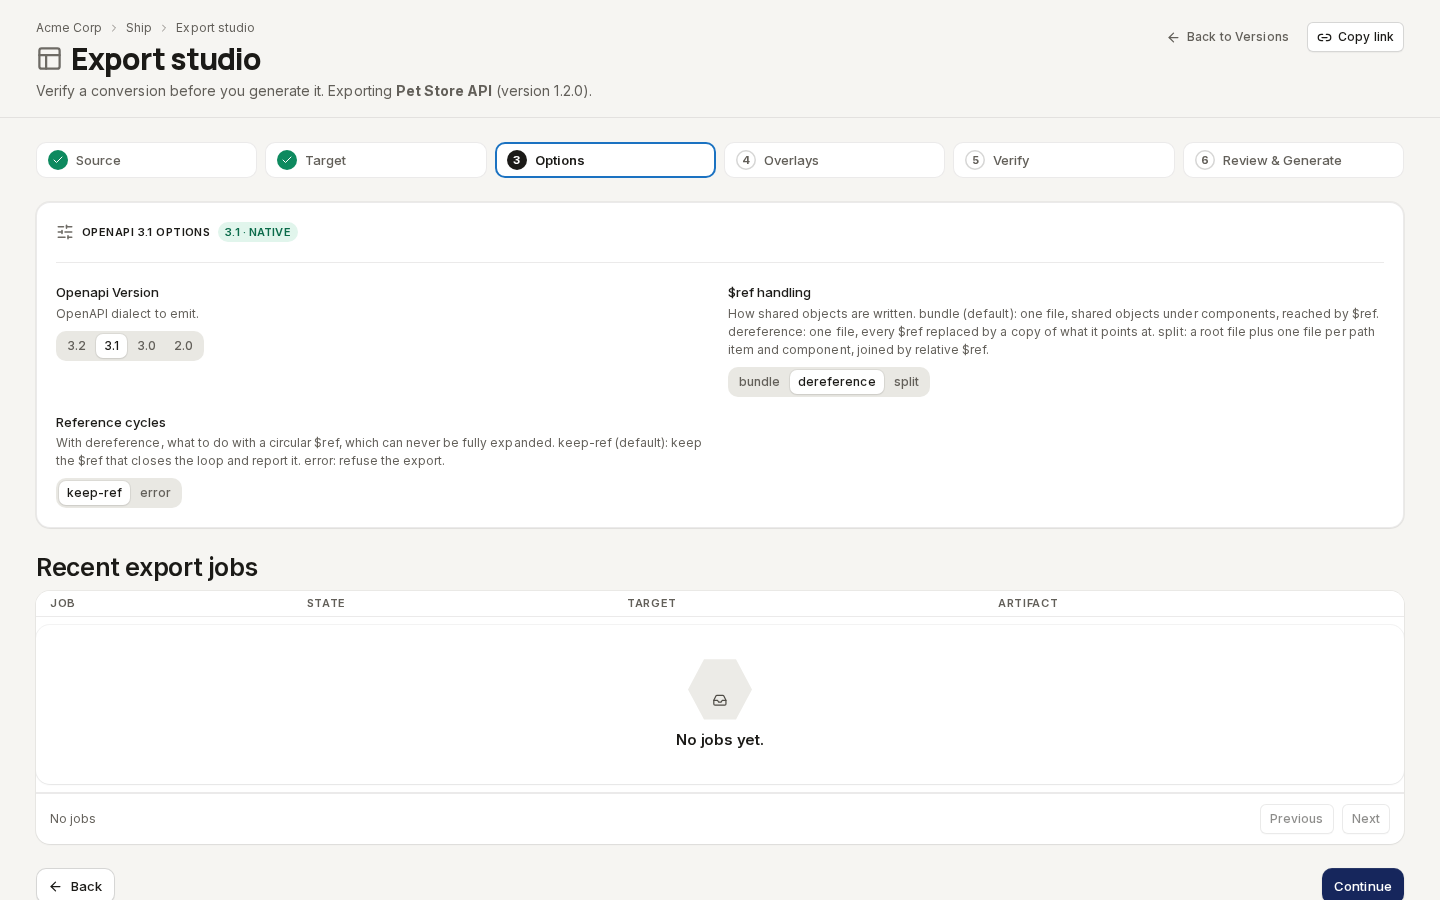 Acme Corp > Ship > Export studio
Back to Versions
Copy link
Export studio
Verify a conversion before you generate it. Exporting Pet Store API (version 1.2.0).
Source
Target
3 Options
4 Overlays
5 Verify
6 Review & Generate
OPENAPI 3.1 OPTIONS 3.1 · NATIVE
Openapi Version
OpenAPI dialect to emit.
3.2 3.1 3.0 2.0
$ref handling
How shared objects are written. bundle (default): one file, shared objects under components, reached by $ref.
dereference: one file, every $ref replaced by a copy of what it points at. split: a root file plus one file per path
item and component, joined by relative $ref.
bundle dereference split
Reference cycles
With dereference, what to do with a circular $ref, which can never be fully expanded. keep-ref (default): keep
the $ref that closes the loop and report it. error: refuse the export.
keep-ref error
Recent export jobs
JOB STATE TARGET ARTIFACT
No jobs yet.
No jobs
Previous Next
Back
Continue